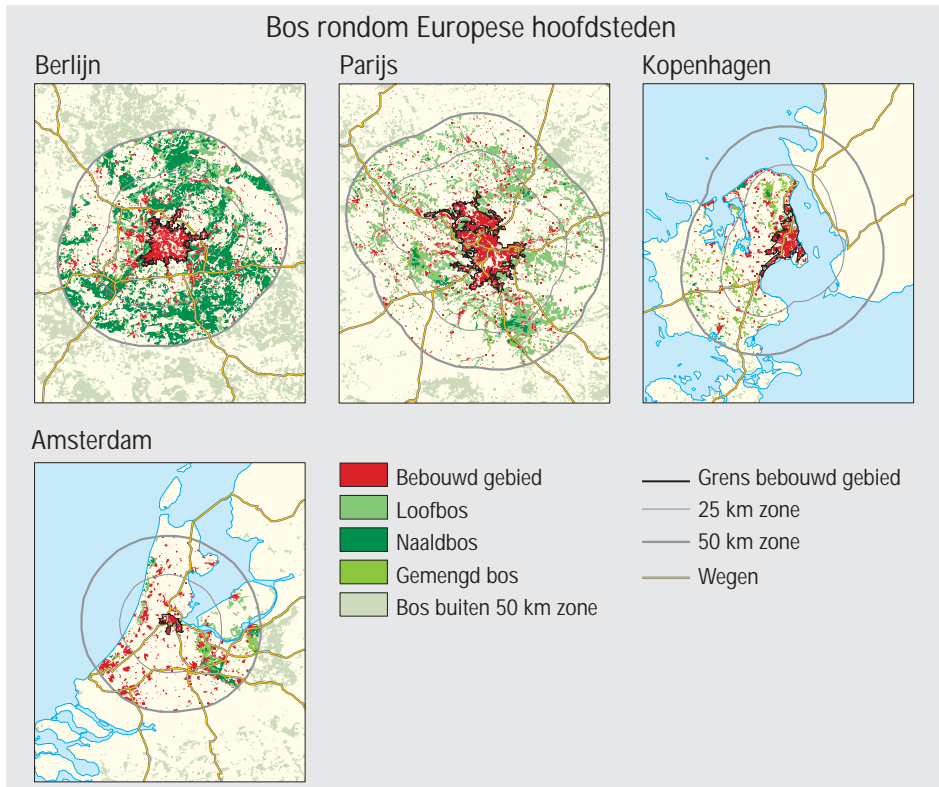 Bos rondom Europese hoofdsteden
Berlijn
Parijs
Kopenhagen
Amsterdam
Bebouwd gebied
Loofbos
Naaldbos
Gemengd bos
Bos buiten 50 km zone
Grens bebouwd gebied
25 km zone
50 km zone
Wegen